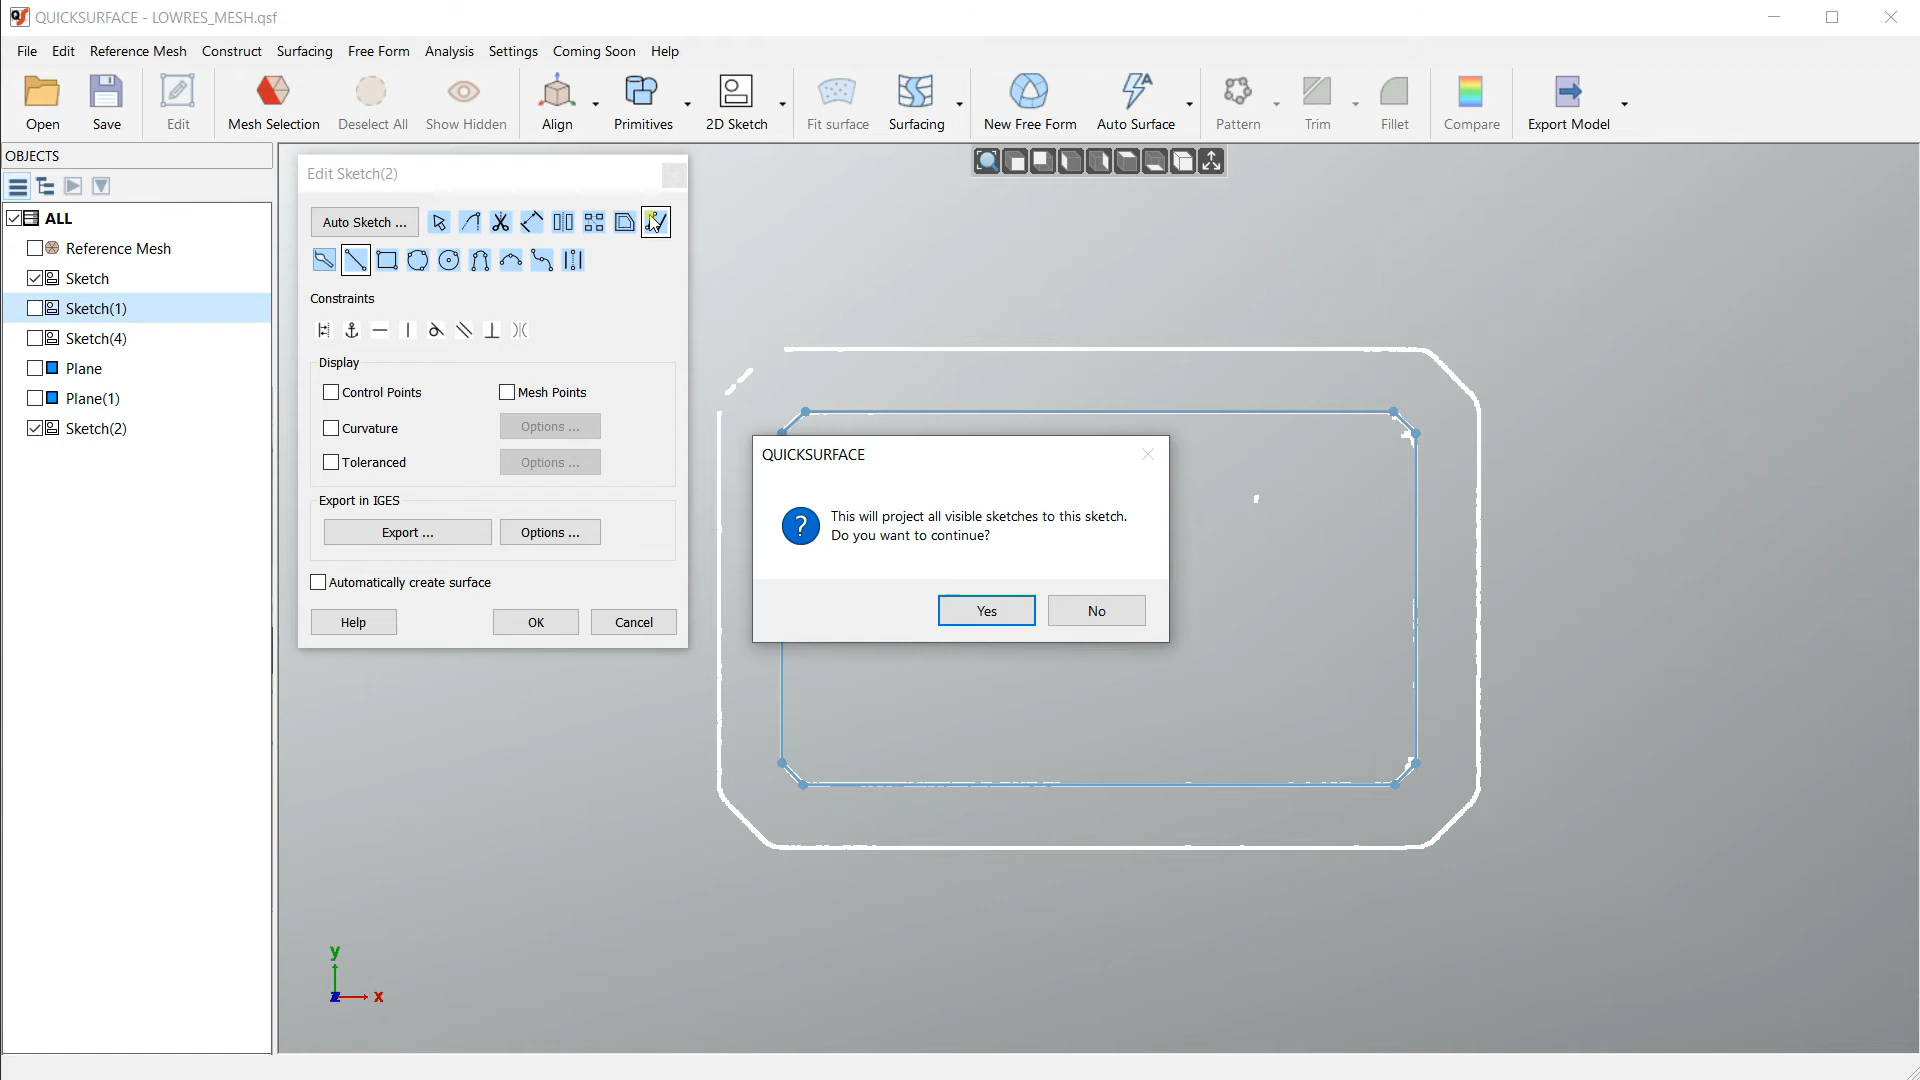 QUICKSURFACE - LOWRES_MESH.qsf
File Edit Reference Mesh Construct Surfacing Free Form Analysis Settings Coming Soon Help
Open Save Edit Mesh Selection Deselect All Show Hidden Align Primitives 2D Sketch Fit surface Surfacing New Free Form Auto Surface Pattern Trim Fillet Compare Export Model
OBJECTS
ALL
Reference Mesh
Sketch
Sketch(1)
Sketch(4)
Plane
Plane(1)
Sketch(2)
Edit Sketch(2)
Auto Sketch ...
Constraints
Display
Control Points Mesh Points
Curvature Options ...
Toleranced Options ...
Export in IGES
Export ... Options ...
Automatically create surface
Help OK Cancel
QUICKSURFACE
This will project all visible sketches to this sketch.
Do you want to continue?
Yes No
y
z x